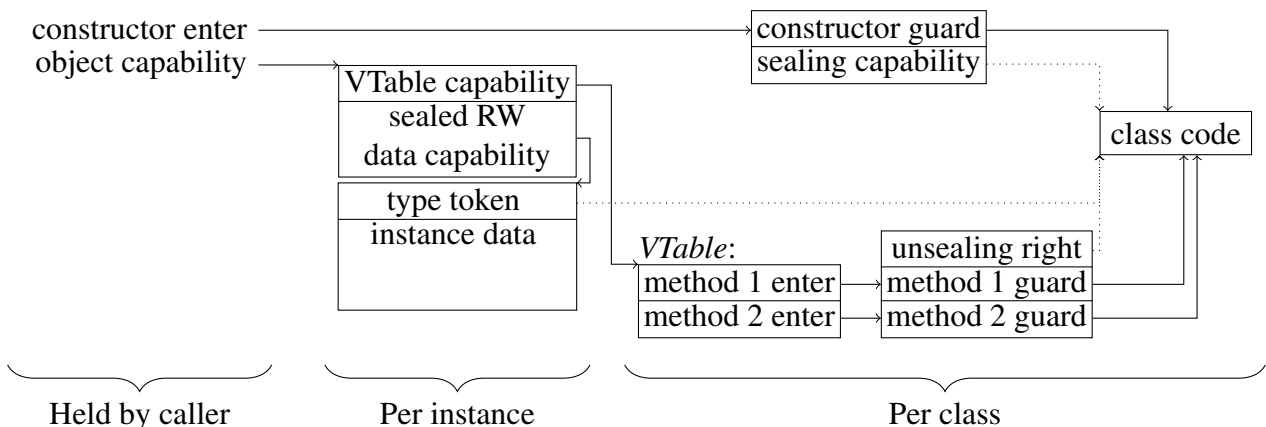 constructor enter
object capability
constructor guard
sealing capability
VTable capability
sealed RW
data capability
class code
type token
instance data
VTable:
unsealing right
method 1 enter
method 1 guard
method 2 enter
method 2 guard
Held by caller
Per instance
Per class